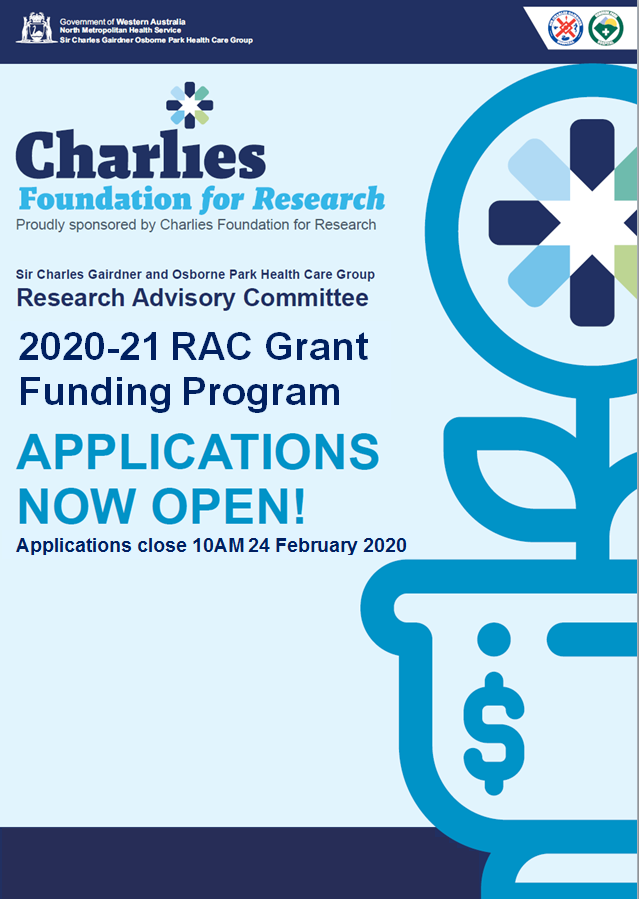 Government of Western Australia
North Metropolitan Health Service
Sir Charles Gairdner Osborne Park Health Care Group
Charlies
Foundation for Research
Proudly sponsored by Charlies Foundation for Research
Sir Charles Gairdner and Osborne Park Health Care Group
Research Advisory Committee
2020-21 RAC Grant
Funding Program
APPLICATIONS
NOW OPEN!
Applications close 10AM 24 February 2020
$